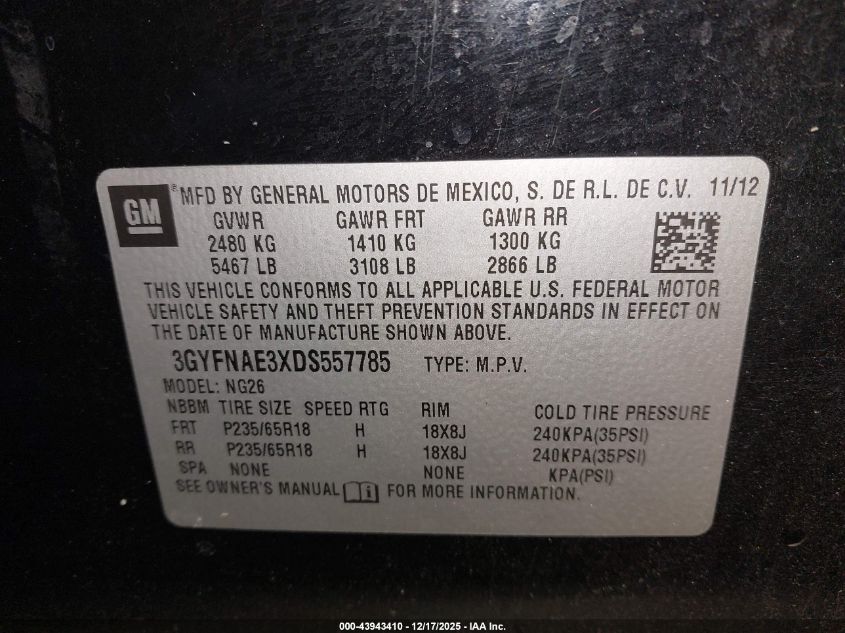 GM ® MFD BY GENERAL MOTORS DE MEXICO, S. DE R.L. DE C.V. 11/12
GVWR GAWR FRT GAWR RR
2480 KG 1410 KG 1300 KG
5467 LB 3108 LB 2866 LB
THIS VEHICLE CONFORMS TO ALL APPLICABLE U.S. FEDERAL MOTOR
VEHICLE SAFETY AND THEFT PREVENTION STANDARDS IN EFFECT ON
THE DATE OF MANUFACTURE SHOWN ABOVE.
3GYFNAE3XDS557785 TYPE: M.P.V.
MODEL: NG26
NBBM TIRE SIZE SPEED RTG RIM COLD TIRE PRESSURE
FRT P235/65R18 H 18X8J 240KPA(35PSI)
RR P235/65R18 H 18X8J 240KPA(35PSI)
SPA NONE NONE KPA(PSI)
SEE OWNER'S MANUAL FOR MORE INFORMATION.
000-43943410 - 12/17/2025 - IAA Inc.